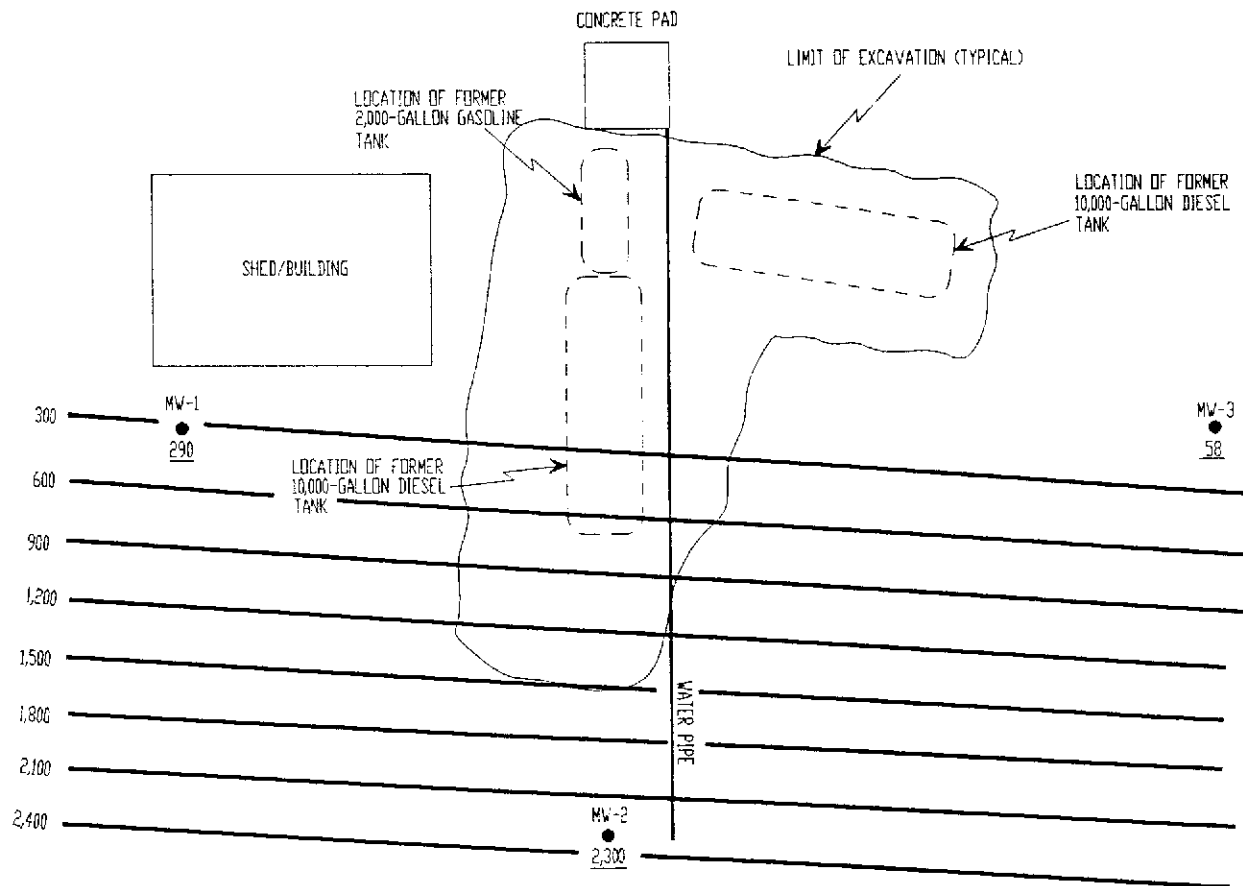 CONCRETE PAD
LIMIT OF EXCAVATION (TYPICAL)
LOCATION OF FORMER
2,000-GALLON GASOLINE
TANK
LOCATION OF FORMER
10,000-GALLON DIESEL
TANK
SHED/BUILDING
MW-1
290
MW-3
58
LOCATION OF FORMER
10,000-GALLON DIESEL
TANK
300
600
900
1,200
1,500
1,800
2,100
2,400
WATER PIPE
MW-2
2,300